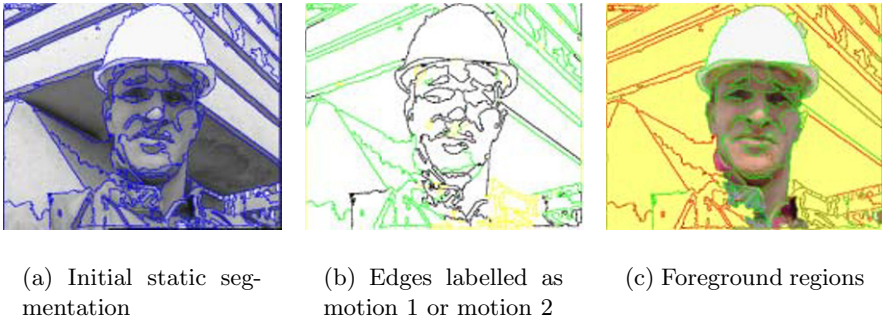 (a) Initial static seg-
mentation
(b) Edges labelled as
motion 1 or motion 2
(c) Foreground regions